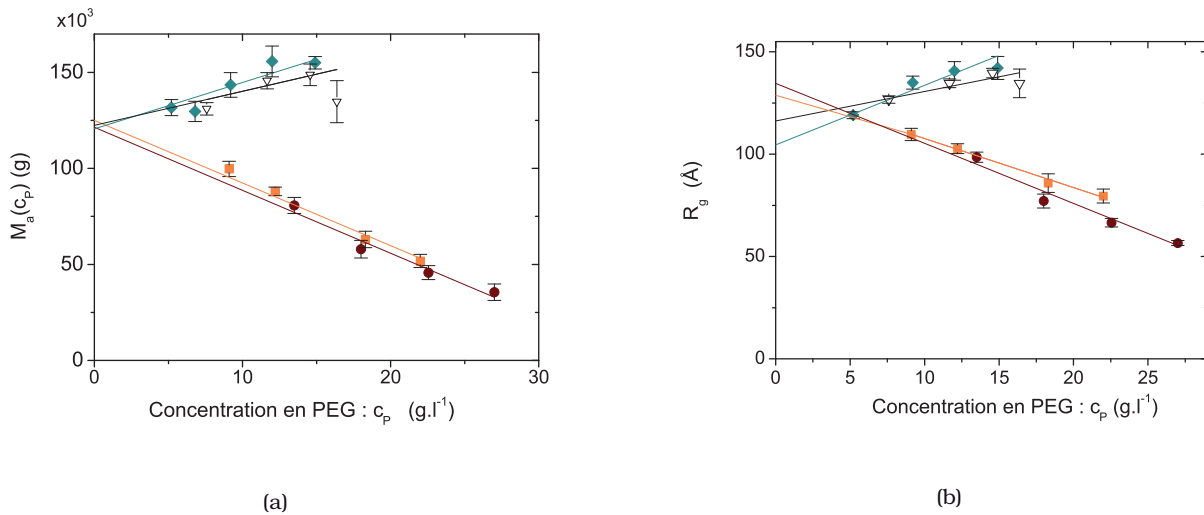 x10³
150
100
50
0
M_a(c_P) (g)
0 10 20 30
Concentration en PEG : c_P (g.l⁻¹)
(a)
150
100
50
0
R_g (Å)
0 5 10 15 20 25
Concentration en PEG : c_P (g.l⁻¹)
(b)